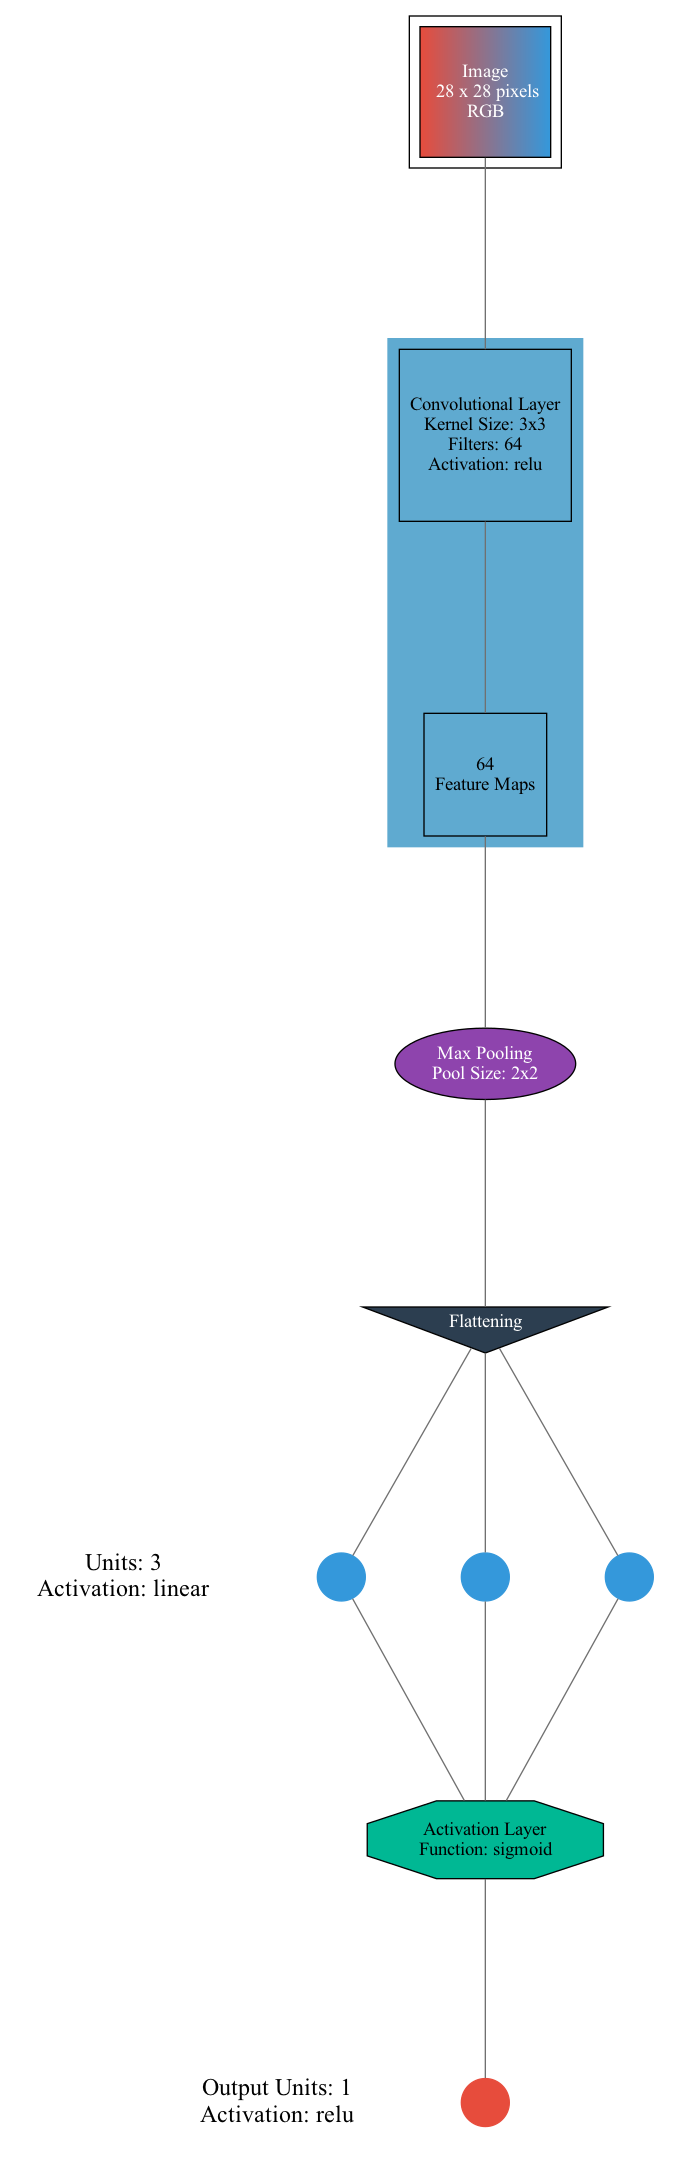 Image
28 x 28 pixels
RGB
Convolutional Layer
Kernel Size: 3x3
Filters: 64
Activation: relu
64
Feature Maps
Max Pooling
Pool Size: 2x2
Flattening
Units: 3
Activation: linear
Activation Layer
Function: sigmoid
Output Units: 1
Activation: relu